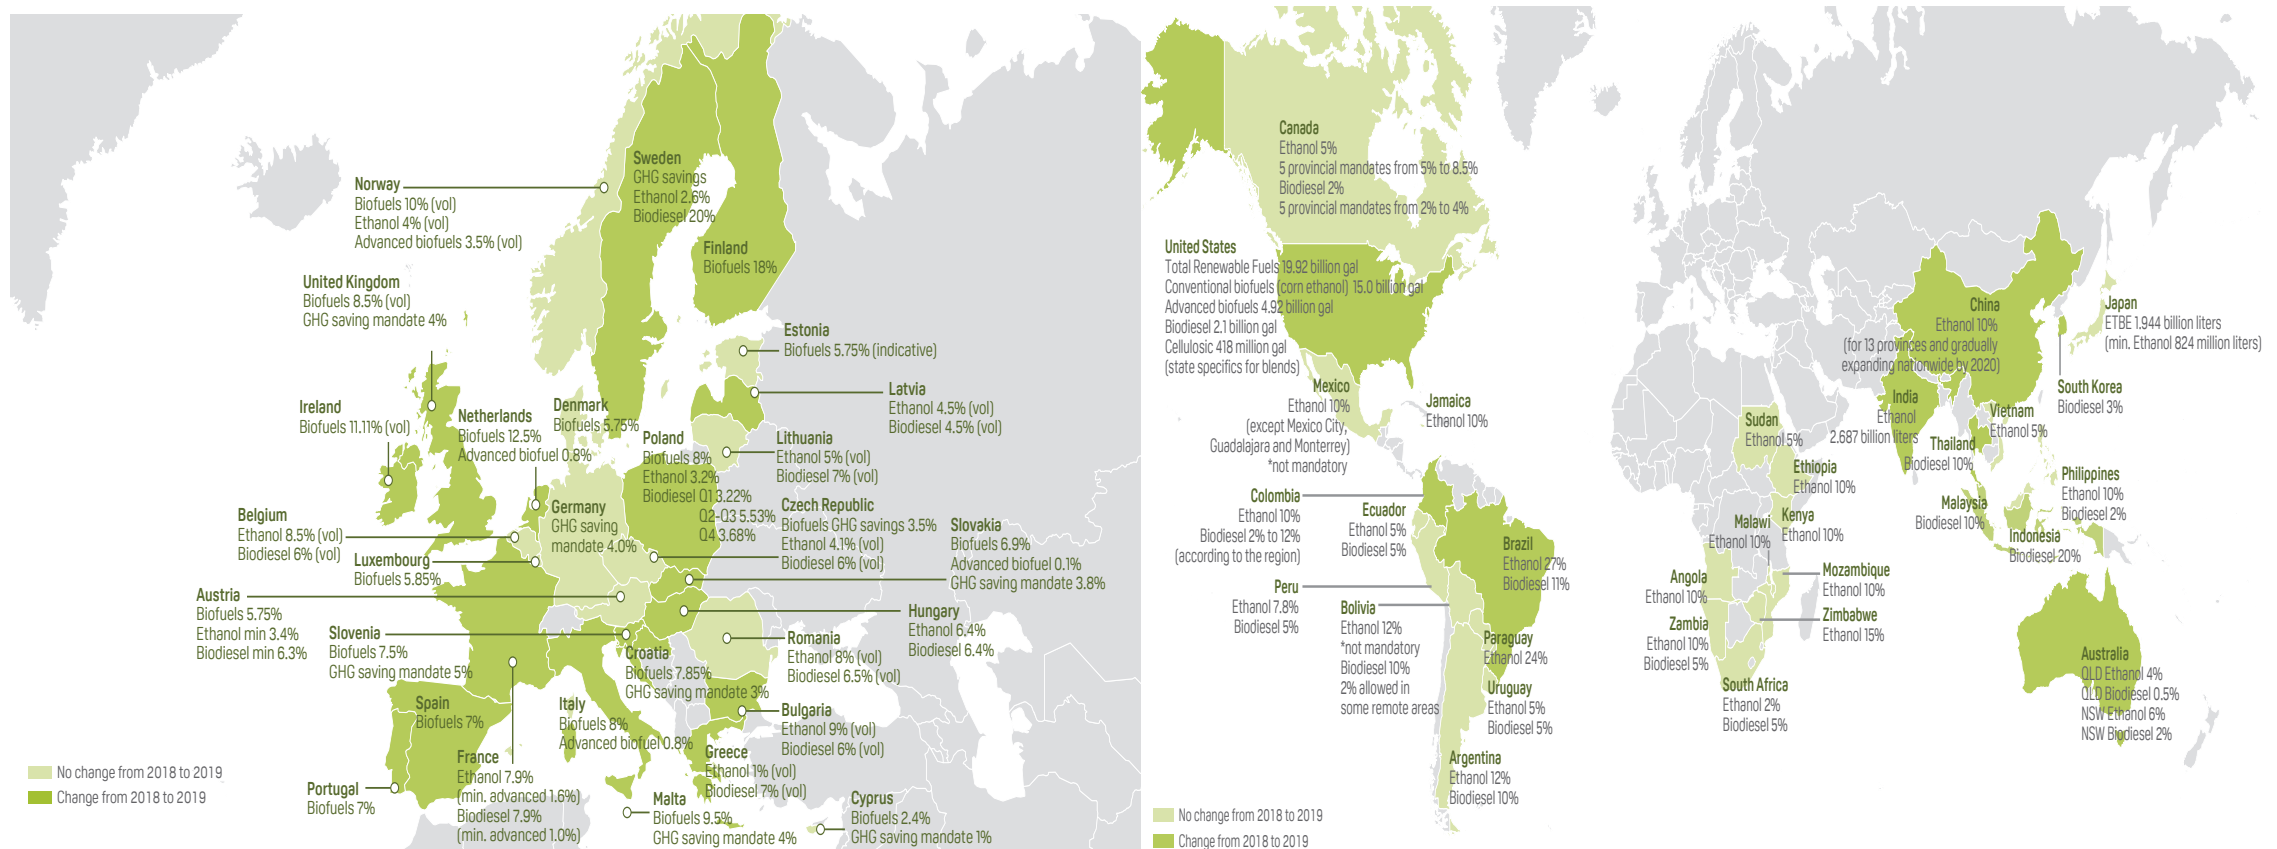 Norway
Biofuels 10% (vol)
Ethanol 4% (vol)
Advanced biofuels 3.5% (vol)
Sweden
GHG savings
Ethanol 2.6%
Biodiesel 20%
Finland
Biofuels 18%
United Kingdom
Biofuels 8.5% (vol)
GHG saving mandate 4%
Estonia
Biofuels 5.75% (indicative)
Latvia
Ethanol 4.5% (vol)
Biodiesel 4.5% (vol)
Ireland
Biofuels 11.11% (vol)
Netherlands
Biofuels 12.5%
Advanced biofuel 0.8%
Denmark
Biofuels 5.75%
Poland
Biofuels 8%
Ethanol 3.2%
Biodiesel Q1 3.22%
Q2-Q3 5.53%
Q4 3.68%
Lithuania
Ethanol 5% (vol)
Biodiesel 7% (vol)
Belgium
Ethanol 8.5% (vol)
Biodiesel 6% (vol)
Germany
GHG saving
mandate 4.0%
Czech Republic
Biofuels GHG savings 3.5%
Ethanol 4.1% (vol)
Biodiesel 6% (vol)
Slovakia
Biofuels 6.9%
Advanced biofuel 0.1%
GHG saving mandate 3.8%
Luxembourg
Biofuels 5.85%
Austria
Biofuels 5.75%
Ethanol min 3.4%
Biodiesel min 6.3%
Slovenia
Biofuels 7.5%
GHG saving mandate 5%
Hungary
Ethanol 6.4%
Biodiesel 6.4%
Croatia
Biofuels 7.85%
GHG saving mandate 3%
Romania
Ethanol 8% (vol)
Biodiesel 6.5% (vol)
Spain
Biofuels 7%
Italy
Biofuels 8%
Advanced biofuel 0.8%
Bulgaria
Ethanol 9% (vol)
Biodiesel 6% (vol)
France
Ethanol 7.9%
(min. advanced 1.6%)
Biodiesel 7.9%
(min. advanced 1.0%)
Greece
Ethanol 1% (vol)
Biodiesel 7% (vol)
Portugal
Biofuels 7%
Malta
Biofuels 9.5%
GHG saving mandate 4%
Cyprus
Biofuels 2.4%
GHG saving mandate 1%
No change from 2018 to 2019
Change from 2018 to 2019
Canada
Ethanol 5%
5 provincial mandates from 5% to 8.5%
Biodiesel 2%
5 provincial mandates from 2% to 4%
United States
Total Renewable Fuels 19.92 billion gal
Conventional biofuels (corn ethanol) 15.0 billion gal
Advanced biofuels 4.92 billion gal
Biodiesel 2.1 billion gal
Cellulosic 418 million gal
(state specifics for blends)
Mexico
Ethanol 10%
(except Mexico City,
Guadalajara and Monterrey)
*not mandatory
Jamaica
Ethanol 10%
Colombia
Ethanol 10%
Biodiesel 2% to 12%
(according to the region)
Ecuador
Ethanol 5%
Biodiesel 5%
Brazil
Ethanol 27%
Biodiesel 11%
Peru
Ethanol 7.8%
Biodiesel 5%
Bolivia
Ethanol 12%
*not mandatory
Biodiesel 10%
2% allowed in
some remote areas
Paraguay
Ethanol 24%
Uruguay
Ethanol 5%
Biodiesel 5%
Argentina
Ethanol 12%
Biodiesel 10%
China
Ethanol 10%
(for 13 provinces and gradually
expanding nationwide by 2020)
Japan
ETBE 1.944 billion liters
(min. Ethanol 824 million liters)
South Korea
Biodiesel 3%
India
Ethanol
2.687 billion liters
Vietnam
Ethanol 5%
Thailand
Biodiesel 10%
Sudan
Ethanol 5%
Ethiopia
Ethanol 10%
Philippines
Ethanol 10%
Biodiesel 2%
Malaysia
Biodiesel 10%
Indonesia
Biodiesel 20%
Malawi
Ethanol 10%
Kenya
Ethanol 10%
Angola
Ethanol 10%
Mozambique
Ethanol 10%
Zambia
Ethanol 10%
Biodiesel 5%
Zimbabwe
Ethanol 15%
South Africa
Ethanol 2%
Biodiesel 5%
Australia
QLD Ethanol 4%
QLD Biodiesel 0.5%
NSW Ethanol 6%
NSW Biodiesel 2%
No change from 2018 to 2019
Change from 2018 to 2019